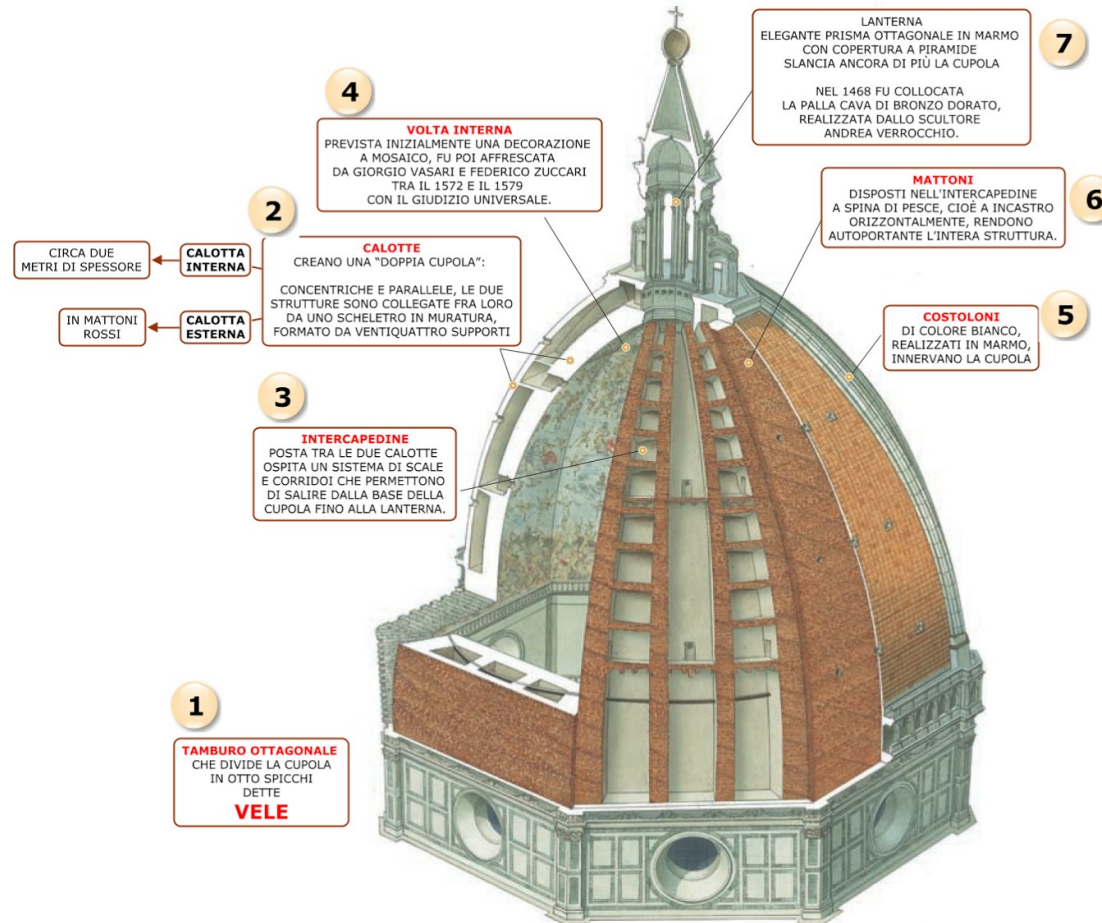 1
TAMBURO OTTAGONALE
CHE DIVIDE LA CUPOLA
IN OTTO SPICCHI
DETTE
VELE
2
CALOTTE
CREANO UNA “DOPPIA CUPOLA”:
CONCENTRICHE E PARALLELE, LE DUE
STRUTTURE SONO COLLEGATE FRA LORO
DA UNO SCHELETRO IN MURATURA,
FORMATO DA VENTIQUATTRO SUPPORTI
CALOTTA
INTERNA
CIRCA DUE
METRI DI SPESSORE
CALOTTA
ESTERNA
IN MATTONI
ROSSI
3
INTERCAPEDINE
POSTA TRA LE DUE CALOTTE
OSPITA UN SISTEMA DI SCALE
E CORRIDOI CHE PERMETTONO
DI SALIRE DALLA BASE DELLA
CUPOLA FINO ALLA LANTERNA.
4
VOLTA INTERNA
PREVISTA INIZIALMENTE UNA DECORAZIONE
A MOSAICO, FU POI AFFRESCATA
DA GIORGIO VASARI E FEDERICO ZUCCARI
TRA IL 1572 E IL 1579
CON IL GIUDIZIO UNIVERSALE.
5
COSTOLONI
DI COLORE BIANCO,
REALIZZATI IN MARMO,
INNERVANO LA CUPOLA
6
MATTONI
DISPOSTI NELL'INTERCAPEDINE
A SPINA DI PESCE, CIOÈ A INCASTRO
ORIZZONTALMENTE, RENDONO
AUTOPORTANTE L’INTERA STRUTTURA.
7
LANTERNA
ELEGANTE PRISMA OTTAGONALE IN MARMO
CON COPERTURA A PIRAMIDE
SLANCIA ANCORA DI PIÙ LA CUPOLA
NEL 1468 FU COLLOCATA
LA PALLA CAVA DI BRONZO DORATO,
REALIZZATA DALLO SCULTORE
ANDREA VERROCCHIO.